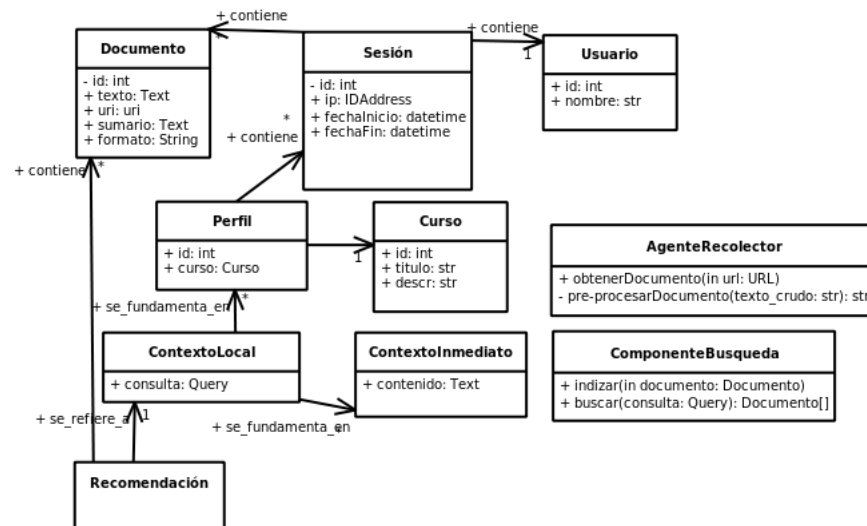 + contiene
*
+ contiene
1
Documento
- id: int
+ texto: Text
+ uri: uri
+ sumario: Text
+ formato: String
Sesión
- id: int
+ ip: IDAddress
+ fechaInicio: datetime
+ fechaFin: datetime
Usuario
+ id: int
+ nombre: str
*
+ contiene
+ contiene
*
Perfil
+ id: int
+ curso: Curso
1
Curso
+ id: int
+ titulo: str
+ descr: str
AgenteRecolector
+ obtenerDocumento(in url: URL)
- pre-procesarDocumento(texto_crudo: str): str
+ se_fundamenta_en
*
ContextoLocal
+ consulta: Query
ContextoInmediato
+ contenido: Text
ComponenteBusqueda
+ indizar(in documento: Documento)
+ buscar(consulta: Query): Documento[]
+ se_refiere_a
1
+ se_fundamenta_en
*
Recomendación